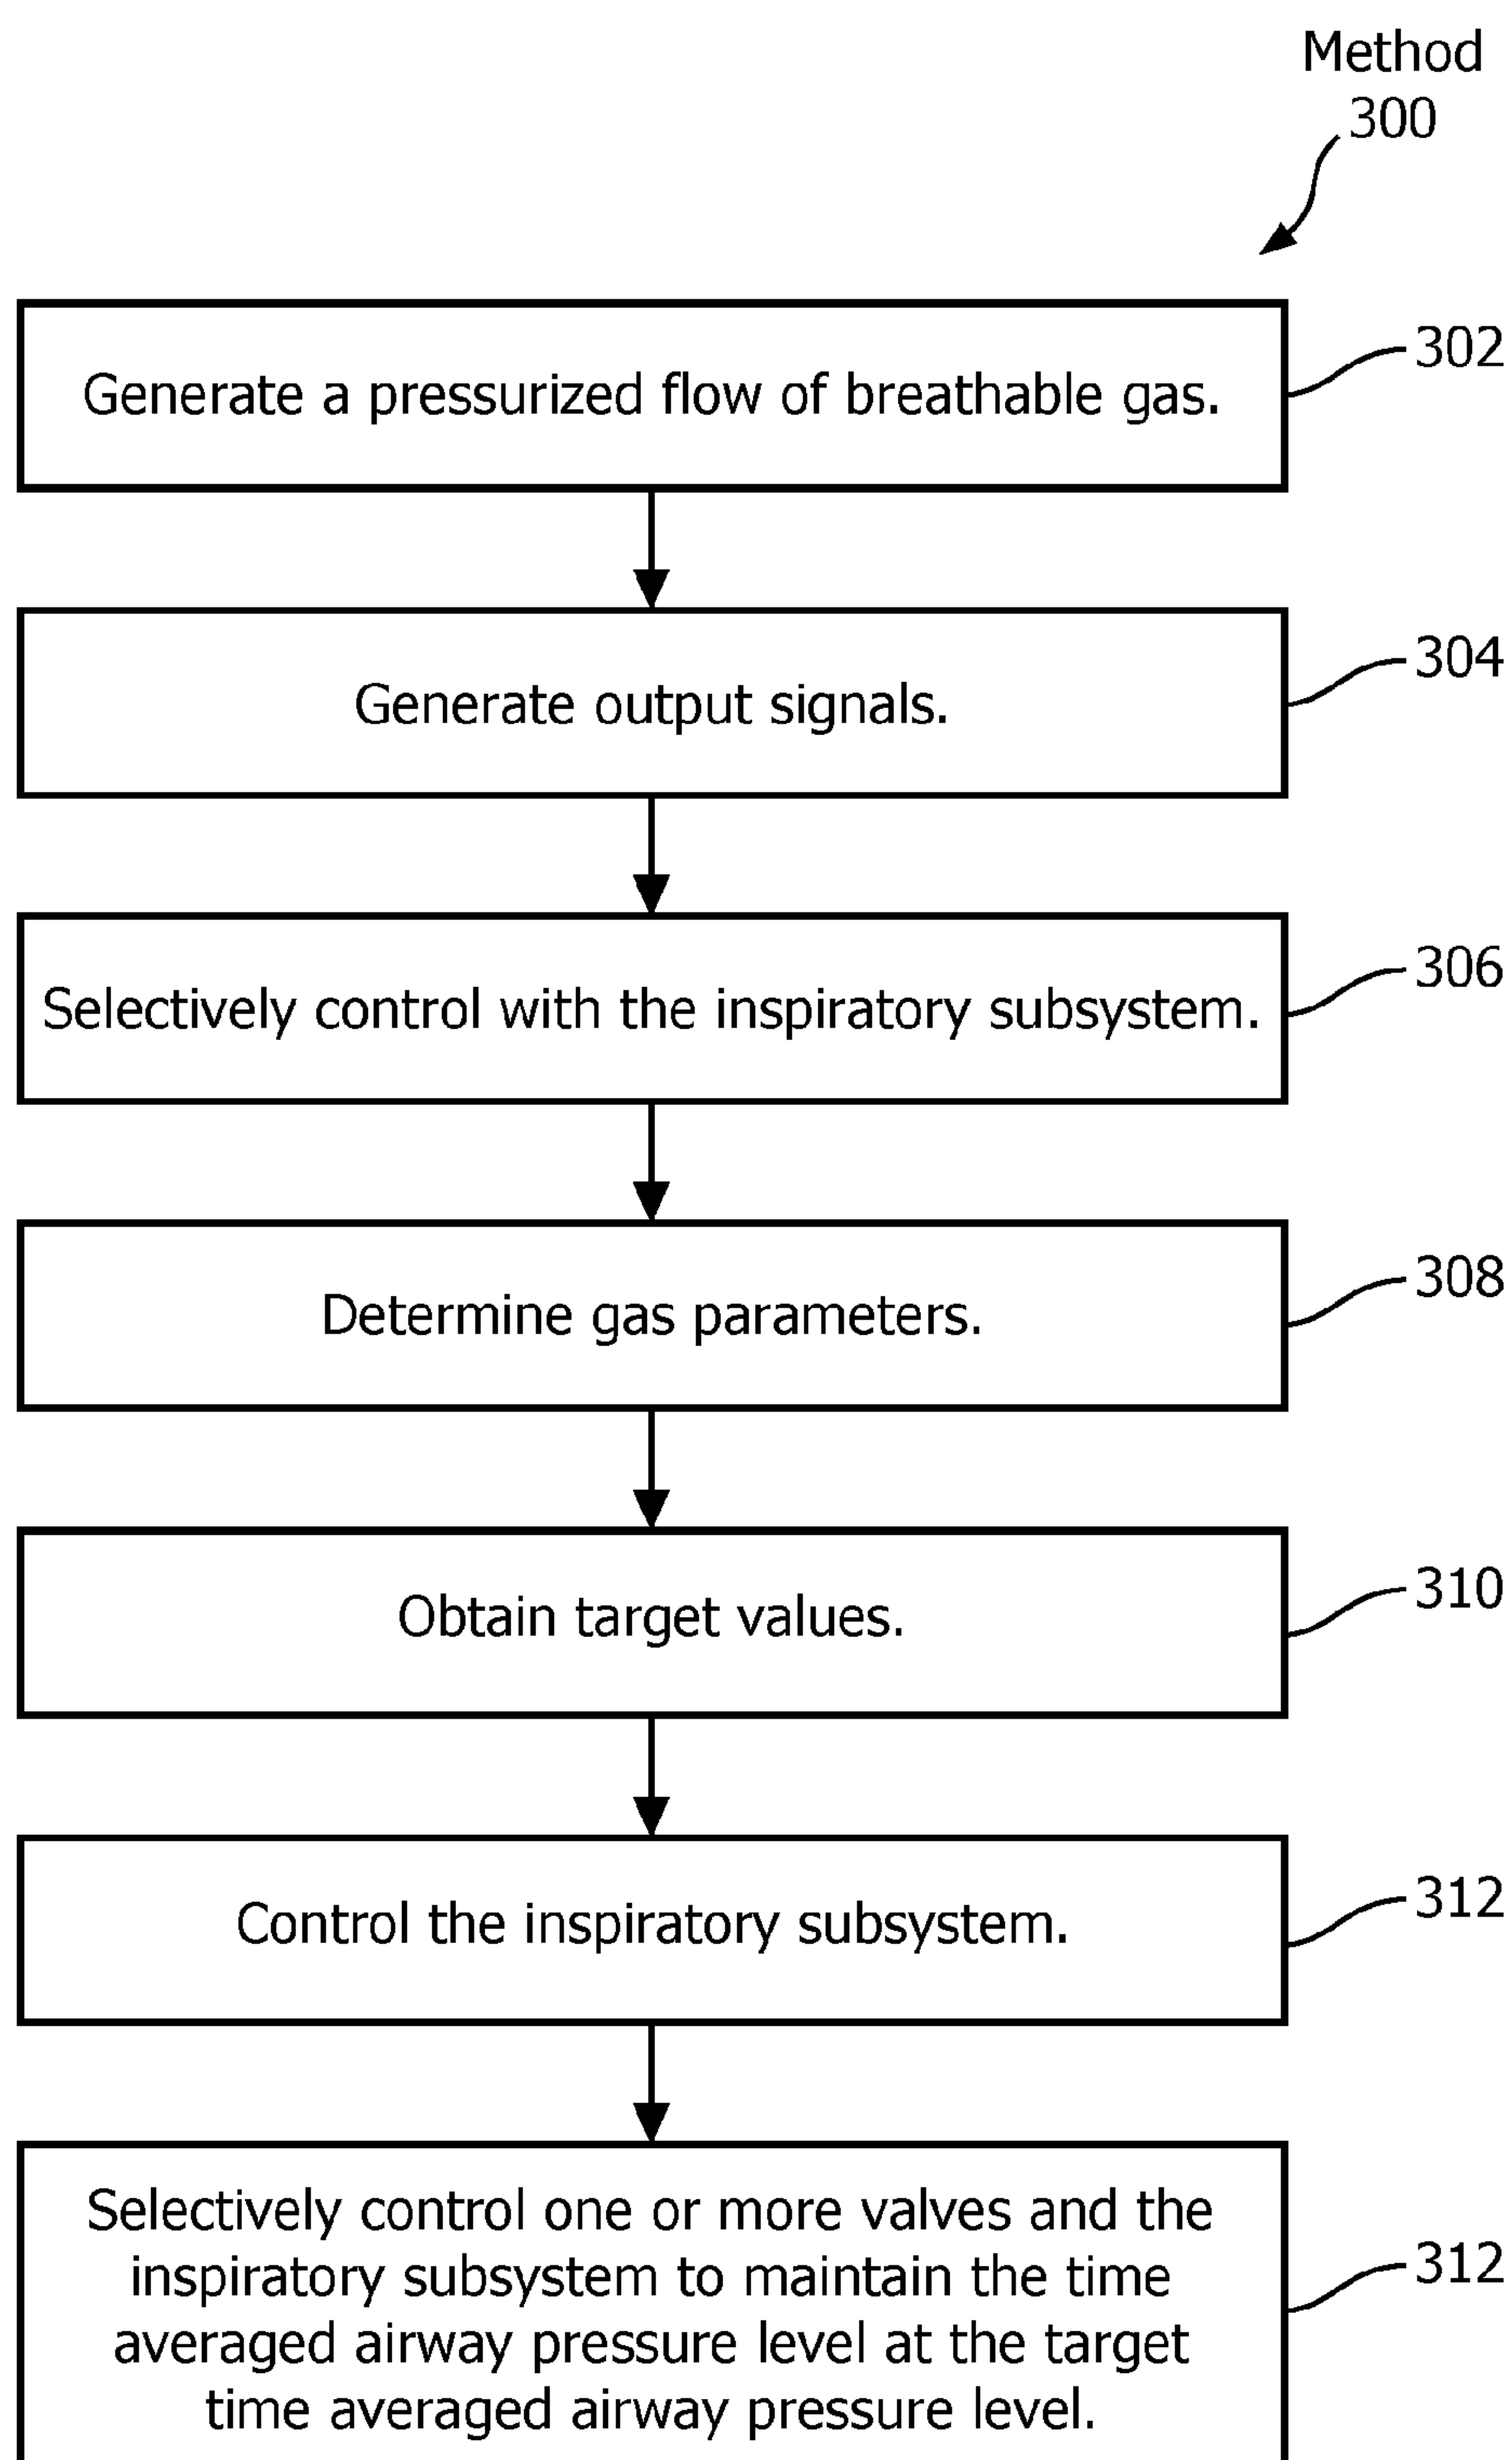 Method
300
Generate a pressurized flow of breathable gas.
302
Generate output signals.
304
Selectively control with the inspiratory subsystem.
306
Determine gas parameters.
308
Obtain target values.
310
Control the inspiratory subsystem.
312
Selectively control one or more valves and the
inspiratory subsystem to maintain the time
averaged airway pressure level at the target
time averaged airway pressure level.
312